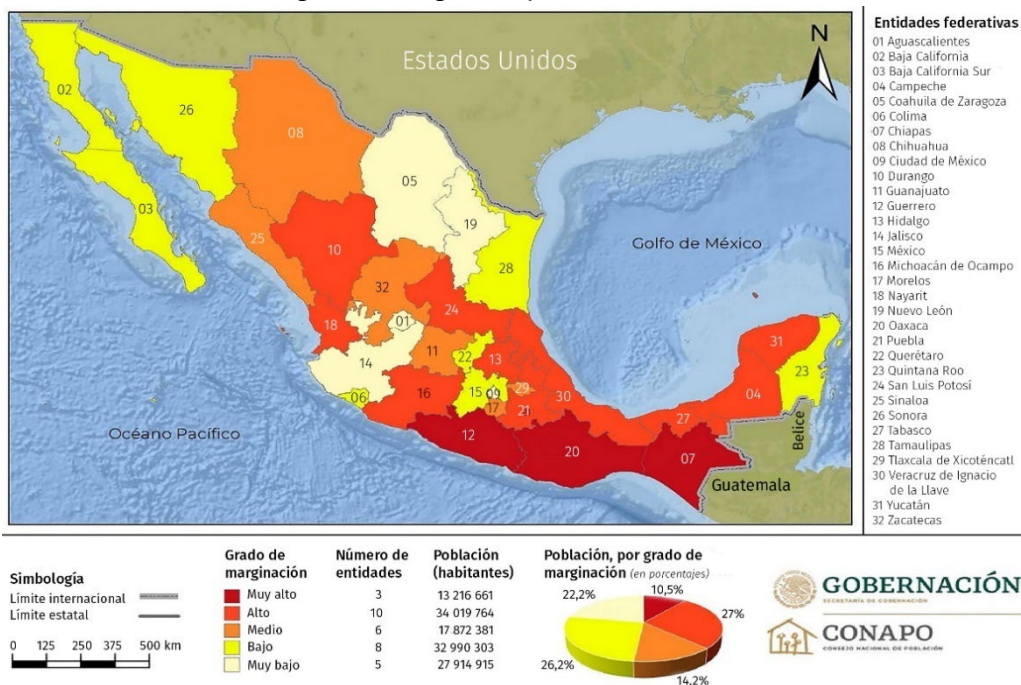 Estados Unidos
N
02
26
08
05
03
19
25
10
28
Golfo de México
32
24
18
01
31
14
11
22
13
23
06
16
15
09
29
30
04
17
21
27
Océano Pacífico
12
20
07
Belice
Guatemala
Entidades federativas
01 Aguascalientes
02 Baja California
03 Baja California Sur
04 Campeche
05 Coahuila de Zaragoza
06 Colima
07 Chiapas
08 Chihuahua
09 Ciudad de México
10 Durango
11 Guanajuato
12 Guerrero
13 Hidalgo
14 Jalisco
15 México
16 Michoacán de Ocampo
17 Morelos
18 Nayarit
19 Nuevo León
20 Oaxaca
21 Puebla
22 Querétaro
23 Quintana Roo
24 San Luis Potosí
25 Sinaloa
26 Sonora
27 Tabasco
28 Tamaulipas
29 Tlaxcala de Xicoténcatl
30 Veracruz de Ignacio
de la Llave
31 Yucatán
32 Zacatecas
Simbología
Límite internacional
Límite estatal
0 125 250 375 500 km
Grado de marginación Número de entidades Población (habitantes)
Muy alto 3 13 216 661
Alto 10 34 019 764
Medio 6 17 872 381
Bajo 8 32 990 303
Muy bajo 5 27 914 915
Población, por grado de
marginación (en porcentajes)
22,2% 10,5%
27%
26,2%
14,2%
GOBERNACIÓN
SECRETARÍA DE GOBERNACIÓN
CONAPO
CONSEJO NACIONAL DE POBLACIÓN